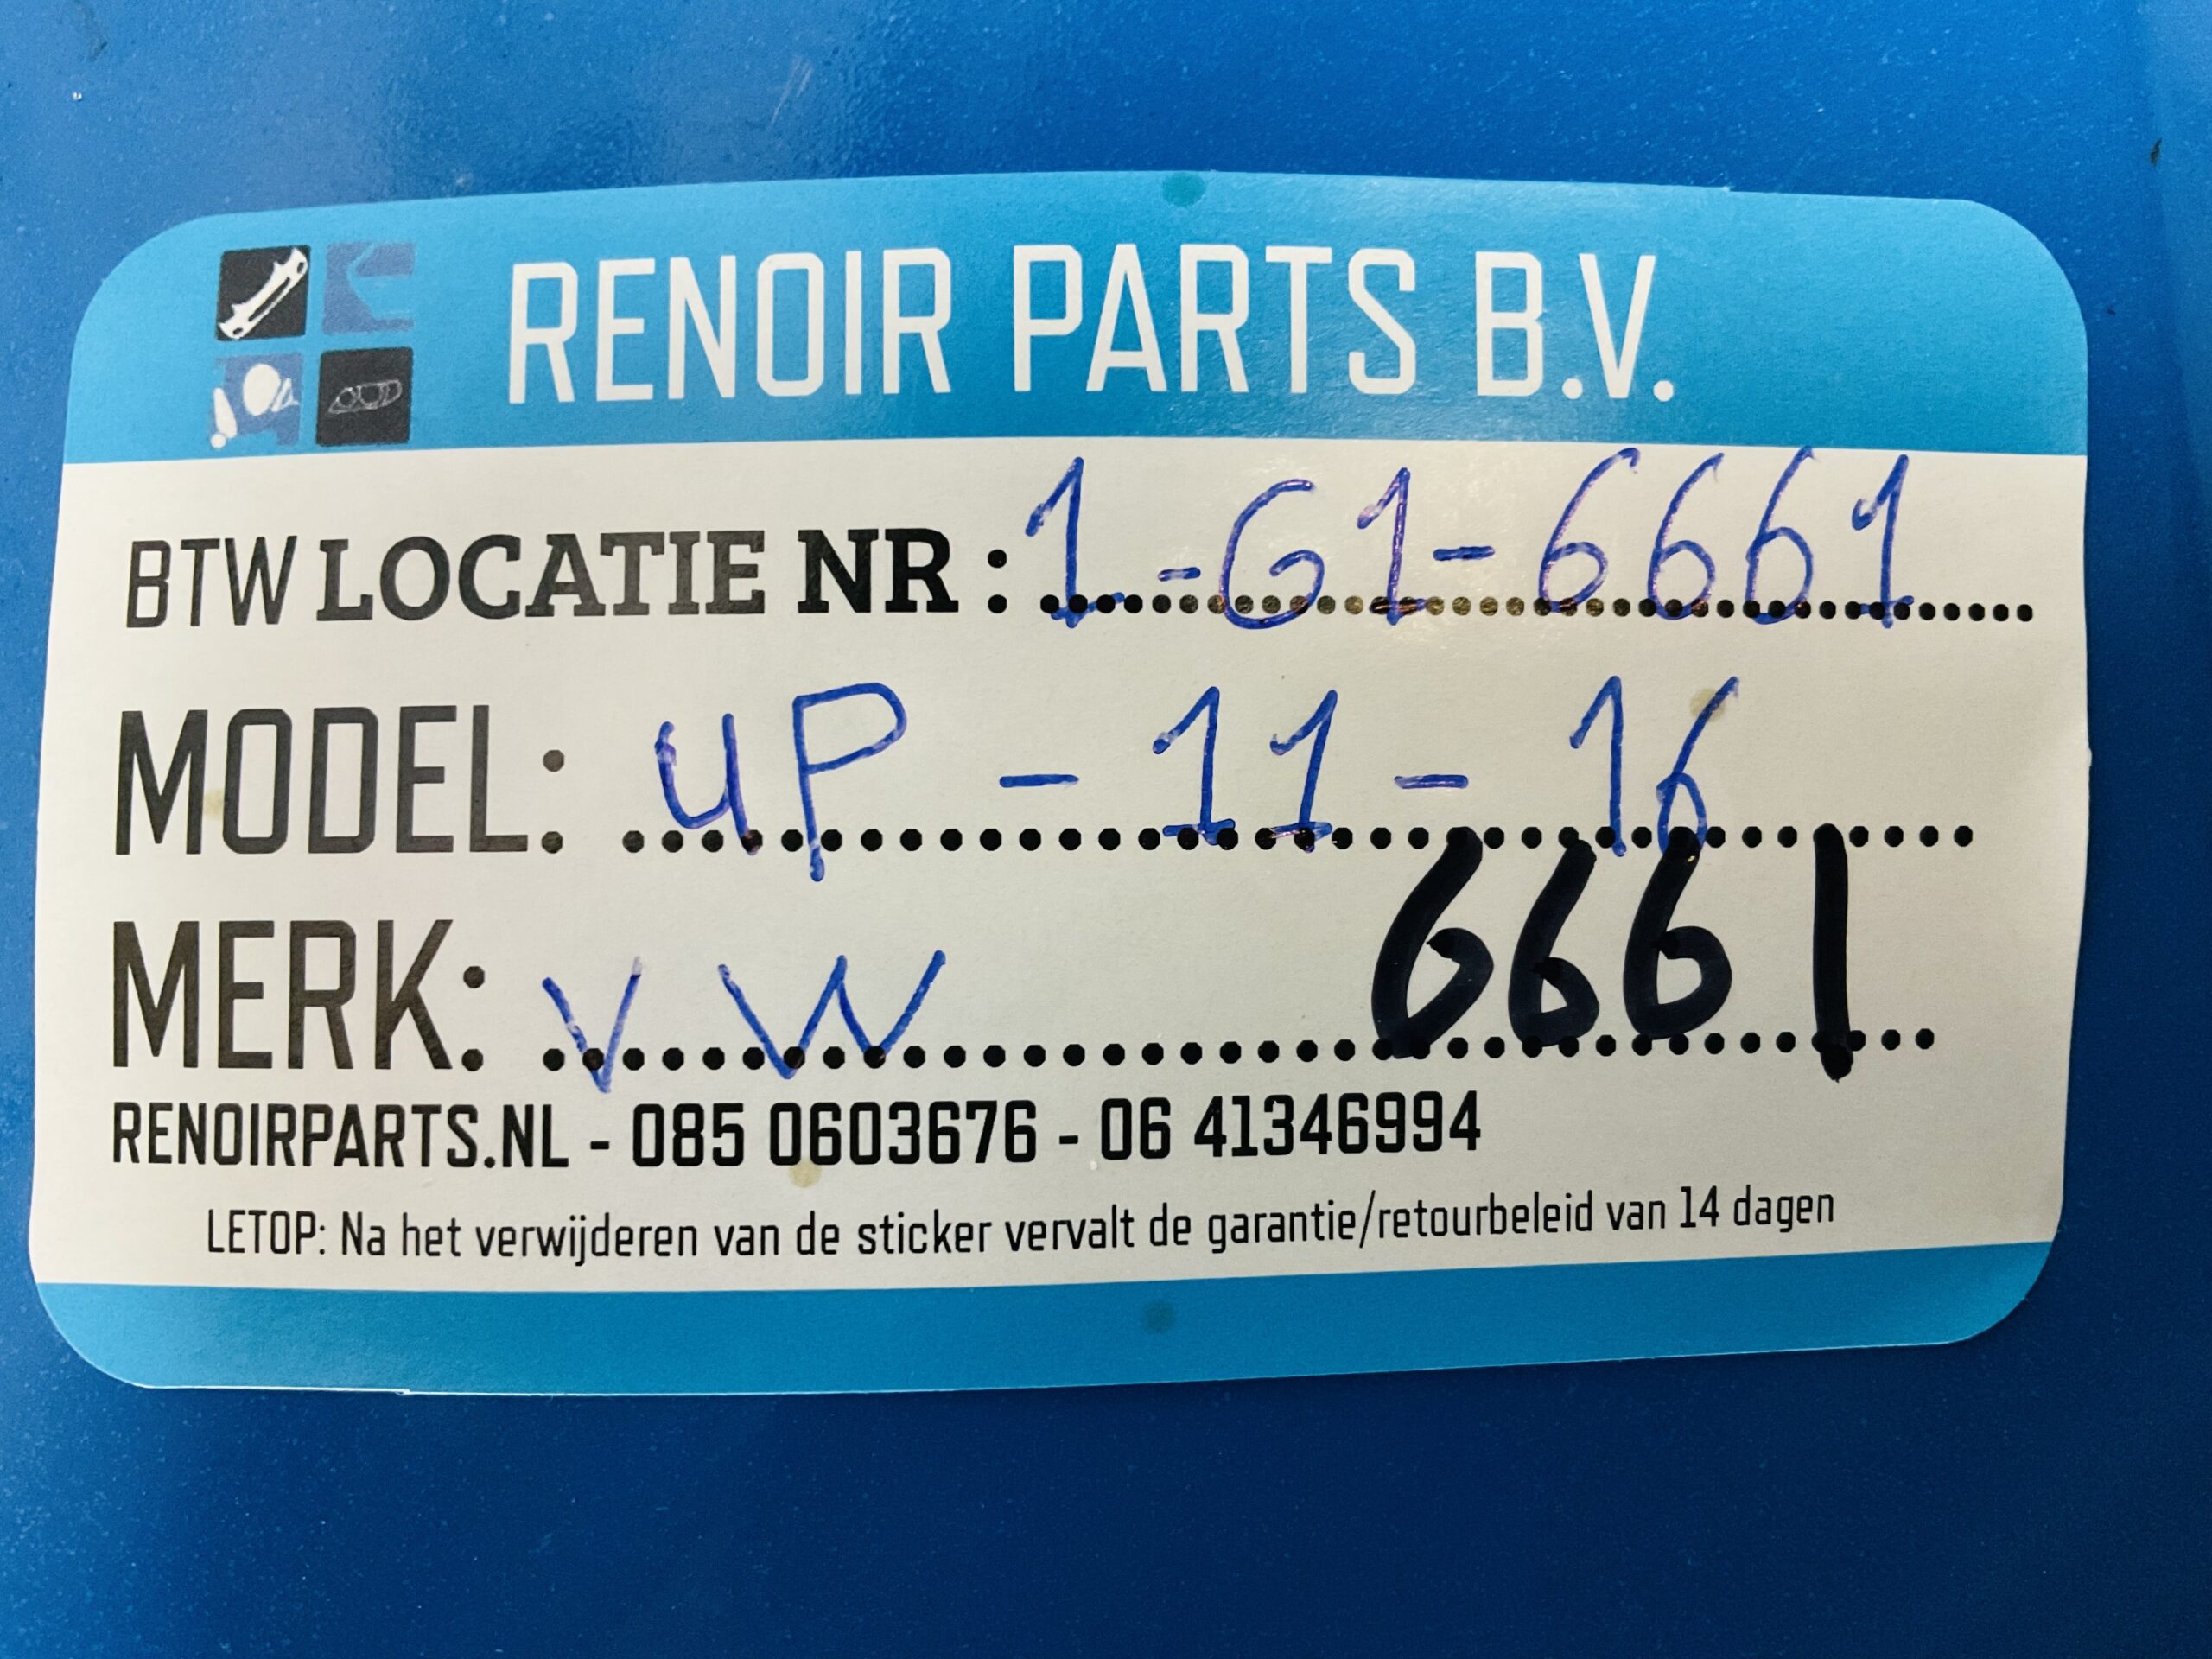 RENOIR PARTS B.V.
BTW LOCATIE NR : 1-G1-6661
MODEL: UP - 11 - 16
MERK: VW 6661
RENOIRPARTS.NL - 085 0603676 - 06 41346994
LETOP: Na het verwijderen van de sticker vervalt de garantie/retourbeleid van 14 dagen